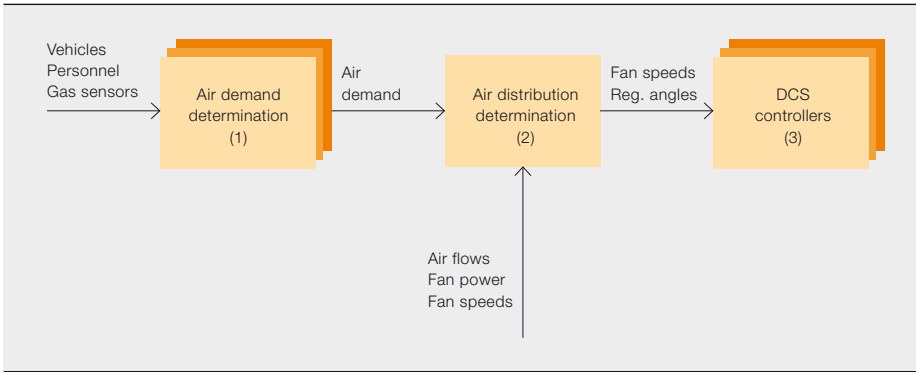 Vehicles
Personnel
Gas sensors
Air demand
determination
(1)
Air
demand
Air distribution
determination
(2)
Fan speeds
Reg. angles
DCS
controllers
(3)
Air flows
Fan power
Fan speeds